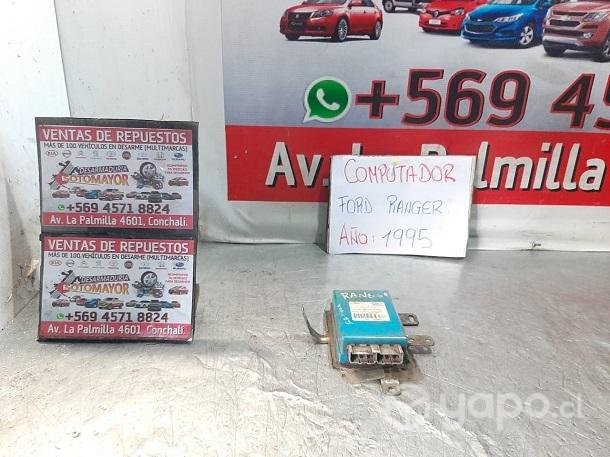 +569 45
Av. La Palmilla
VENTAS DE REPUESTOS
MÁS DE 100 VEHÍCULOS EN DESARME (MULTIMARCAS)
DESARMADURIA
SOTOMAYOR
+569 4571 8824
Av. La Palmilla 4601, Conchalí.
VENTAS DE REPUESTOS
MÁS DE 100 VEHÍCULOS EN DESARME (MULTIMARCAS)
DESARMADURIA
SOTOMAYOR
+569 4571 8824
Av. La Palmilla 4601, Conchalí.
COMPUTADOR
FORD RANGER
AÑO: 1995
yapo.cl